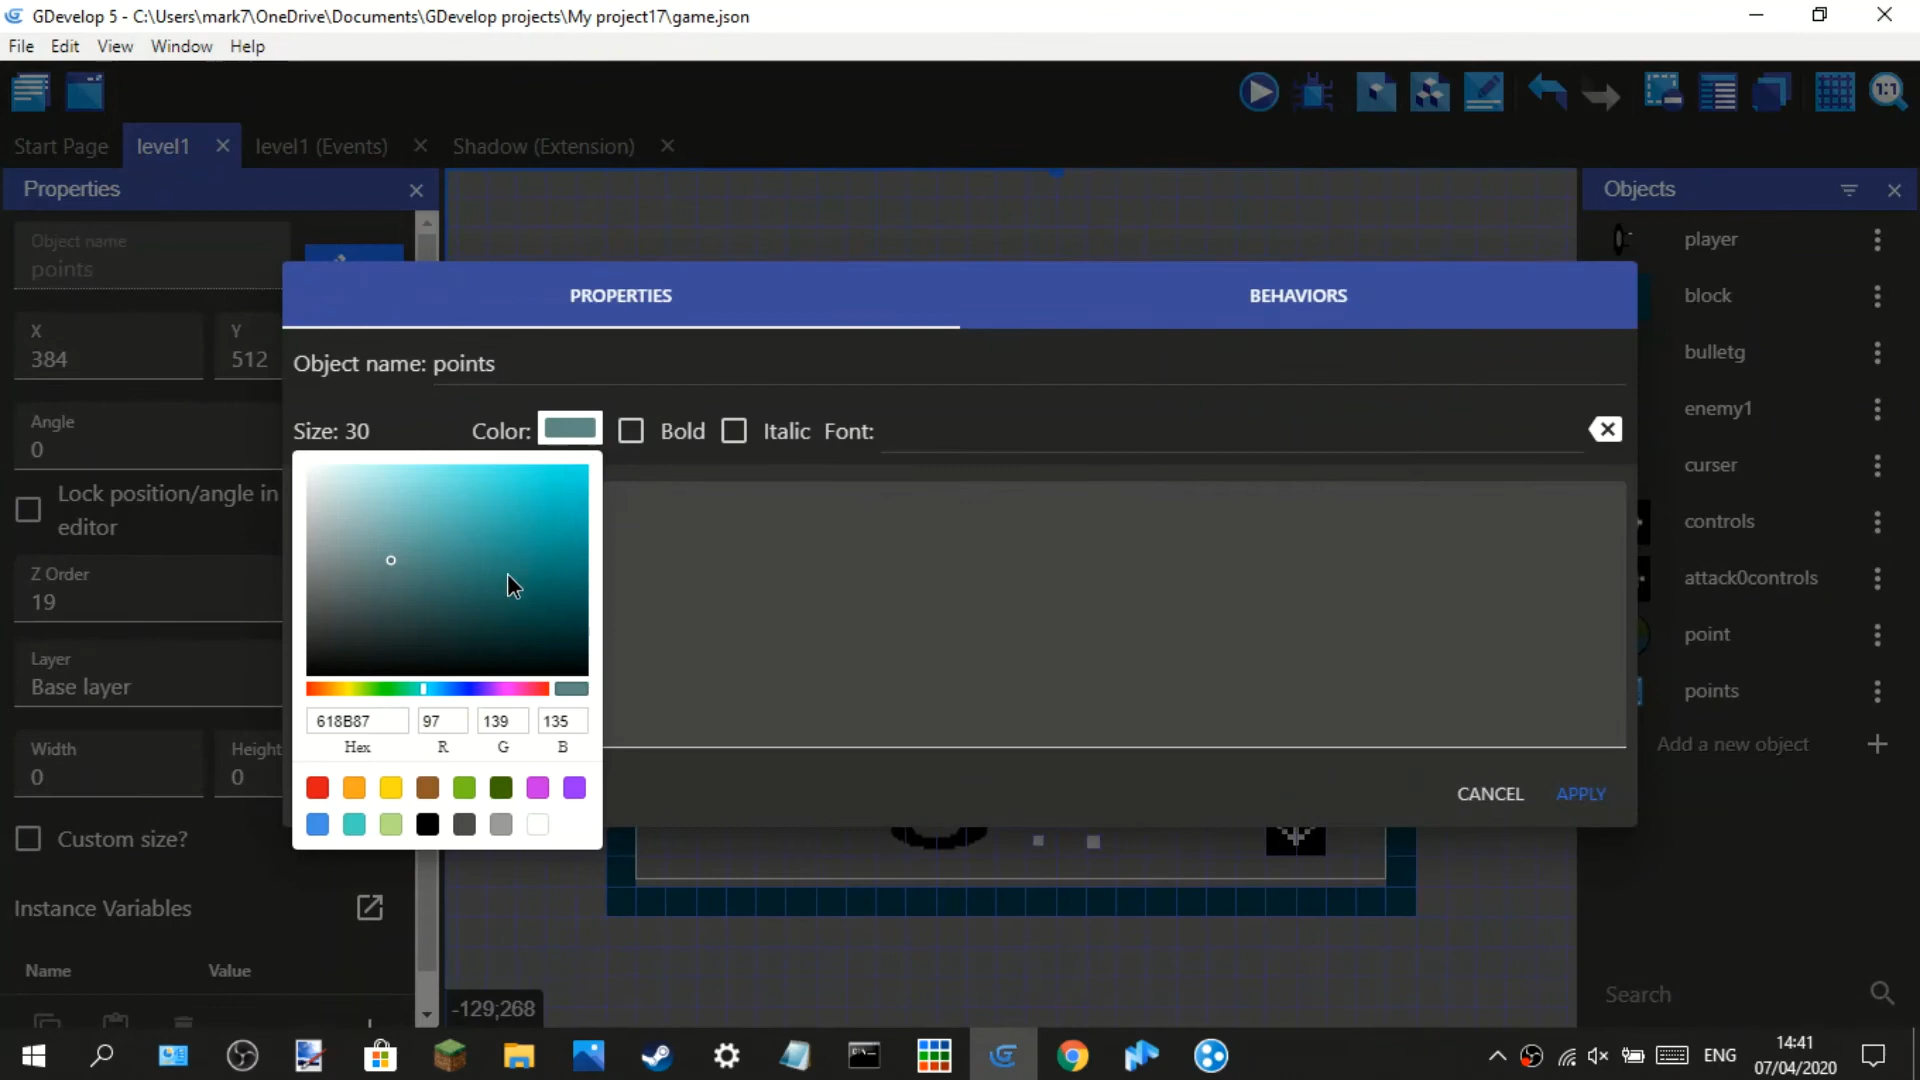 GDevelop 5 - C:\Users\mark7\OneDrive\Documents\GDevelop projects\My project17\game.json
File Edit View Window Help
1:1
Start Page level1 level1 (Events) Shadow (Extension)
Properties
Objects
Object name
points
X
384
Y
512
Angle
0
Lock position/angle in
editor
Z Order
19
Layer
Base layer
Width
0
Height
0
Custom size?
Instance Variables
Name Value
PROPERTIES BEHAVIORS
Object name: points
Size: 30 Color: Bold Italic Font:
618B87 97 139 135
Hex R G B
CANCEL APPLY
-129;268
player
block
bulletg
enemy1
curser
controls
attack0controls
point
points
Add a new object
Search
ENG
14:41
07/04/2020